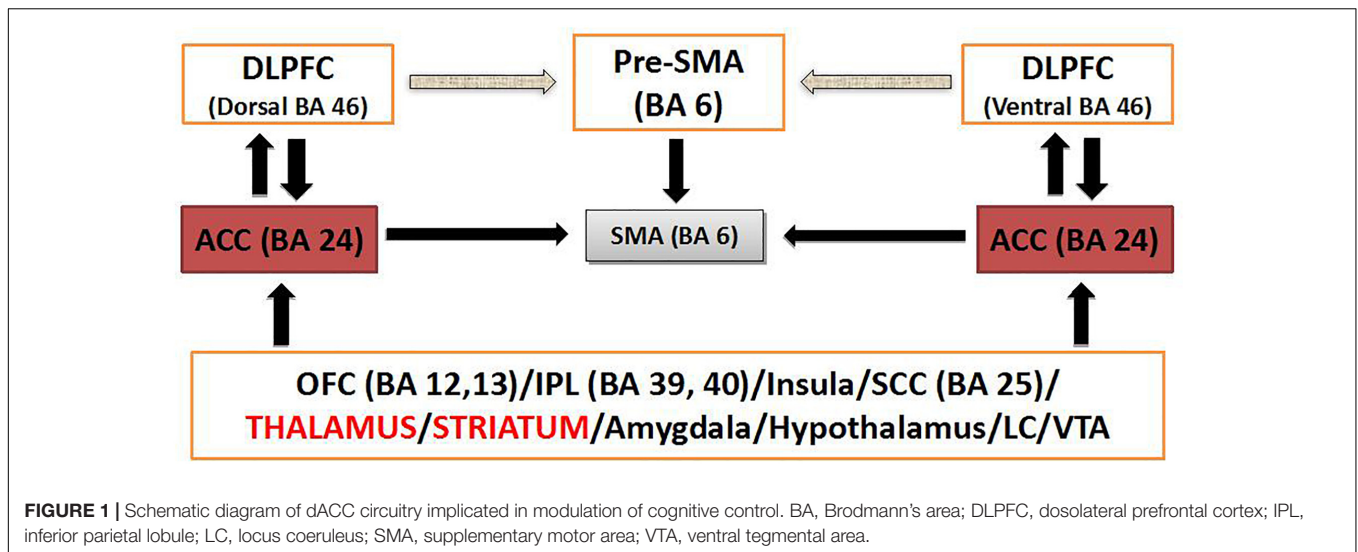 DLPFC
(Dorsal BA 46)
Pre-SMA
(BA 6)
DLPFC
(Ventral BA 46)
ACC (BA 24)
SMA (BA 6)
ACC (BA 24)
OFC (BA 12,13)/IPL (BA 39, 40)/Insula/SCC (BA 25)/
THALAMUS/STRIATUM/Amygdala/Hypothalamus/LC/VTA
FIGURE 1 | Schematic diagram of dACC circuitry implicated in modulation of cognitive control. BA, Brodmann’s area; DLPFC, dosolateral prefrontal cortex; IPL,
inferior parietal lobule; LC, locus coeruleus; SMA, supplementary motor area; VTA, ventral tegmental area.